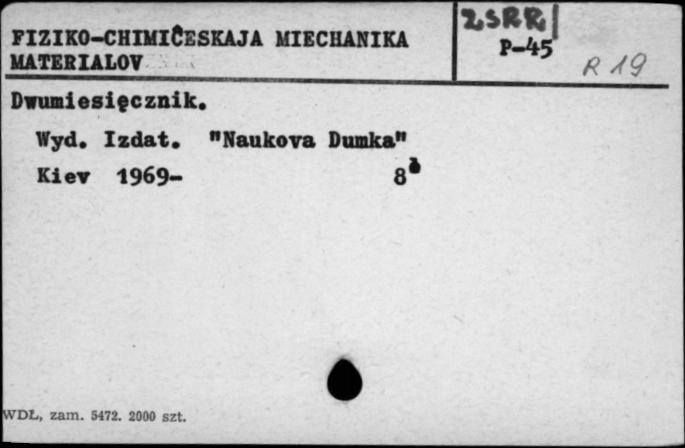 FIZIKO-CHIMIČESKAJA MIECHANIKA
MATERIALOV
ZSRR
P-45
R 19
Dwumiesięcznik.
Wyd. Izdat. "Naukova Dumka"
Kiev 1969- 8°
WDŁ, zam. 5472. 2000 szt.